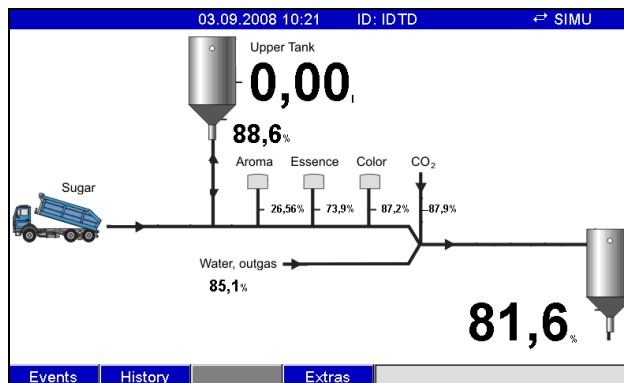 03.09.2008 10:21 ID: IDTD ⇄ SIMU
Upper Tank
0,00 l
88,6%
Aroma Essence Color CO₂
Sugar
26,56% 73,9% 87,2% 87,9%
Water, outgas
85,1%
81,6%
Events History Extras